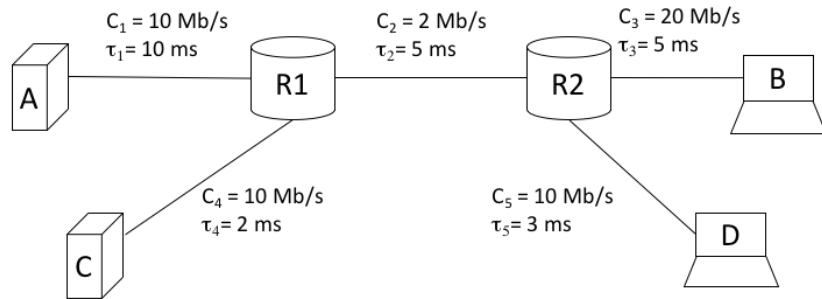 C₁ = 10 Mb/s
τ₁= 10 ms
C₂ = 2 Mb/s
τ₂= 5 ms
C₃ = 20 Mb/s
τ₃= 5 ms
A
R1
R2
B
C₄ = 10 Mb/s
τ₄= 2 ms
C₅ = 10 Mb/s
τ₅= 3 ms
C
D